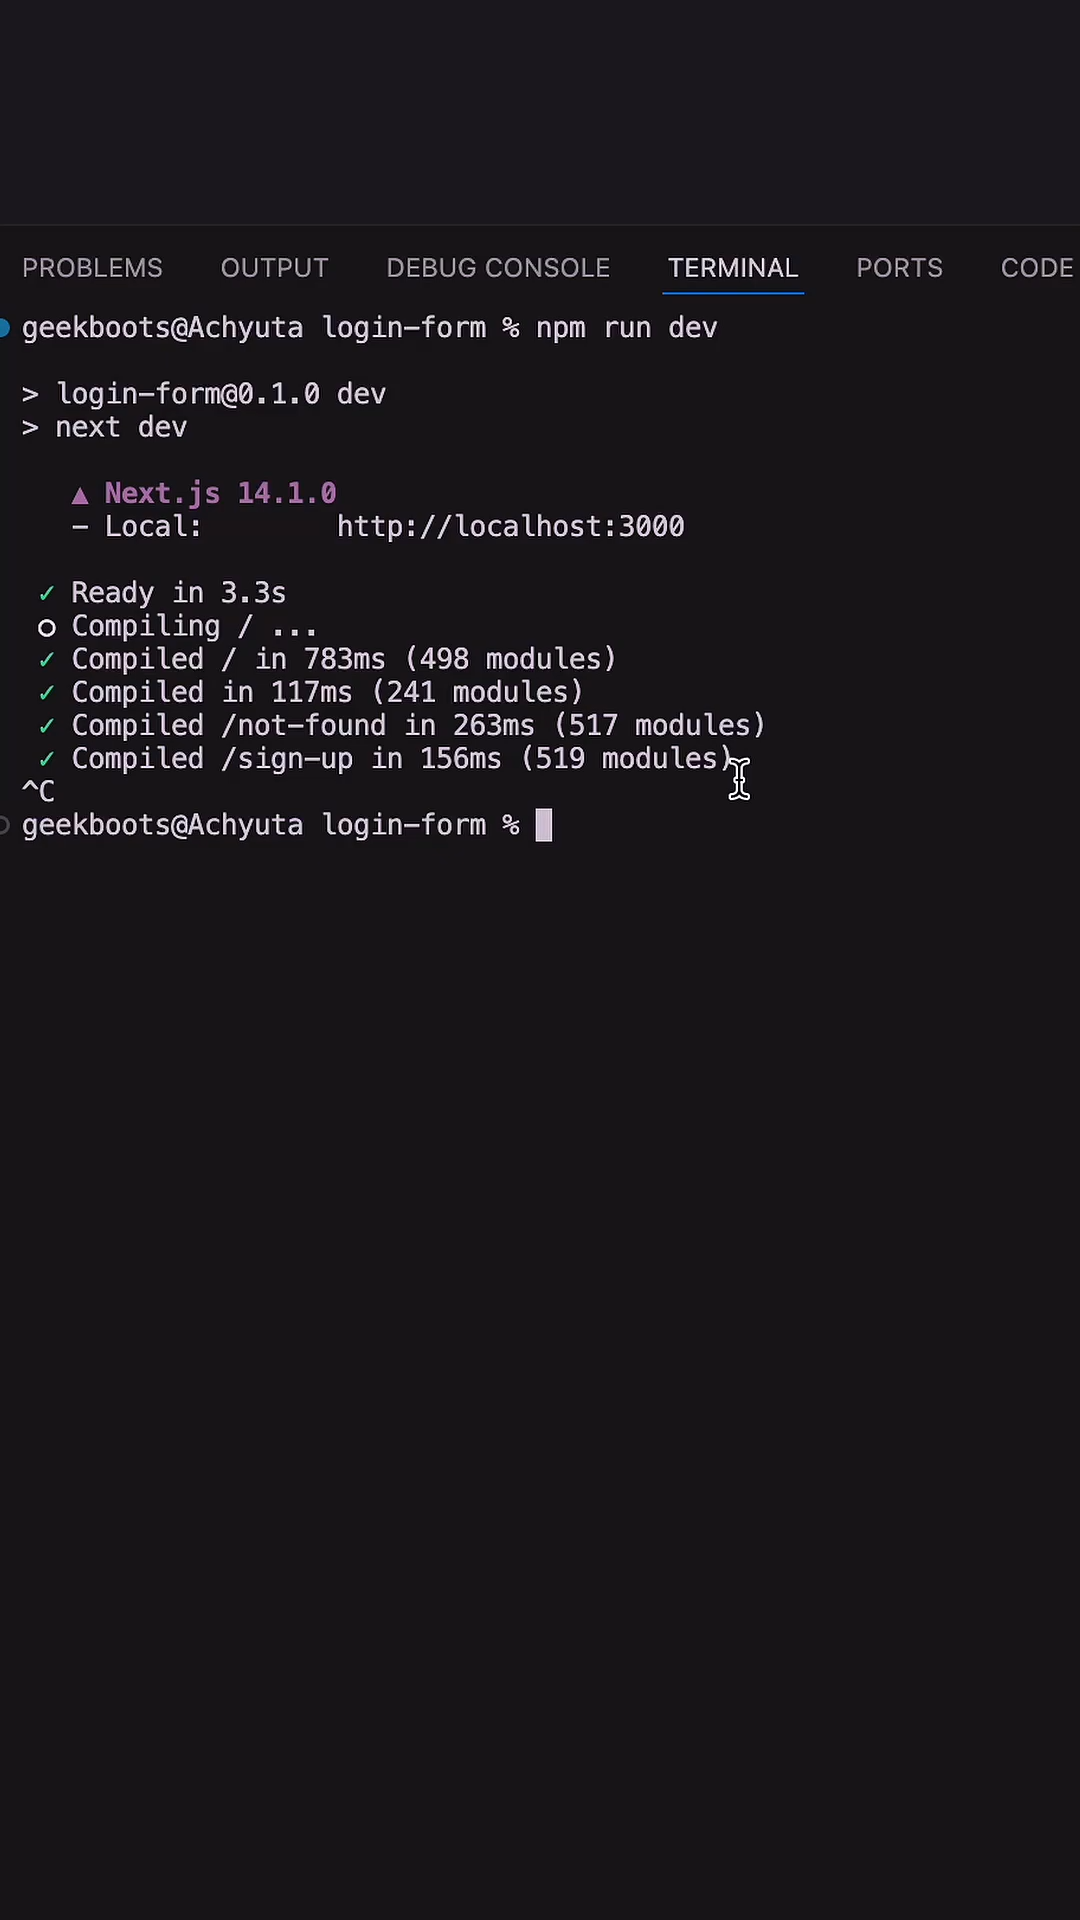 PROBLEMS OUTPUT DEBUG CONSOLE TERMINAL PORTS CODE
geekboots@Achyuta login-form % npm run dev
> login-form@0.1.0 dev
> next dev
▲ Next.js 14.1.0
- Local: http://localhost:3000
✓ Ready in 3.3s
○ Compiling / ...
✓ Compiled / in 783ms (498 modules)
✓ Compiled in 117ms (241 modules)
✓ Compiled /not-found in 263ms (517 modules)
✓ Compiled /sign-up in 156ms (519 modules)
^C
geekboots@Achyuta login-form %